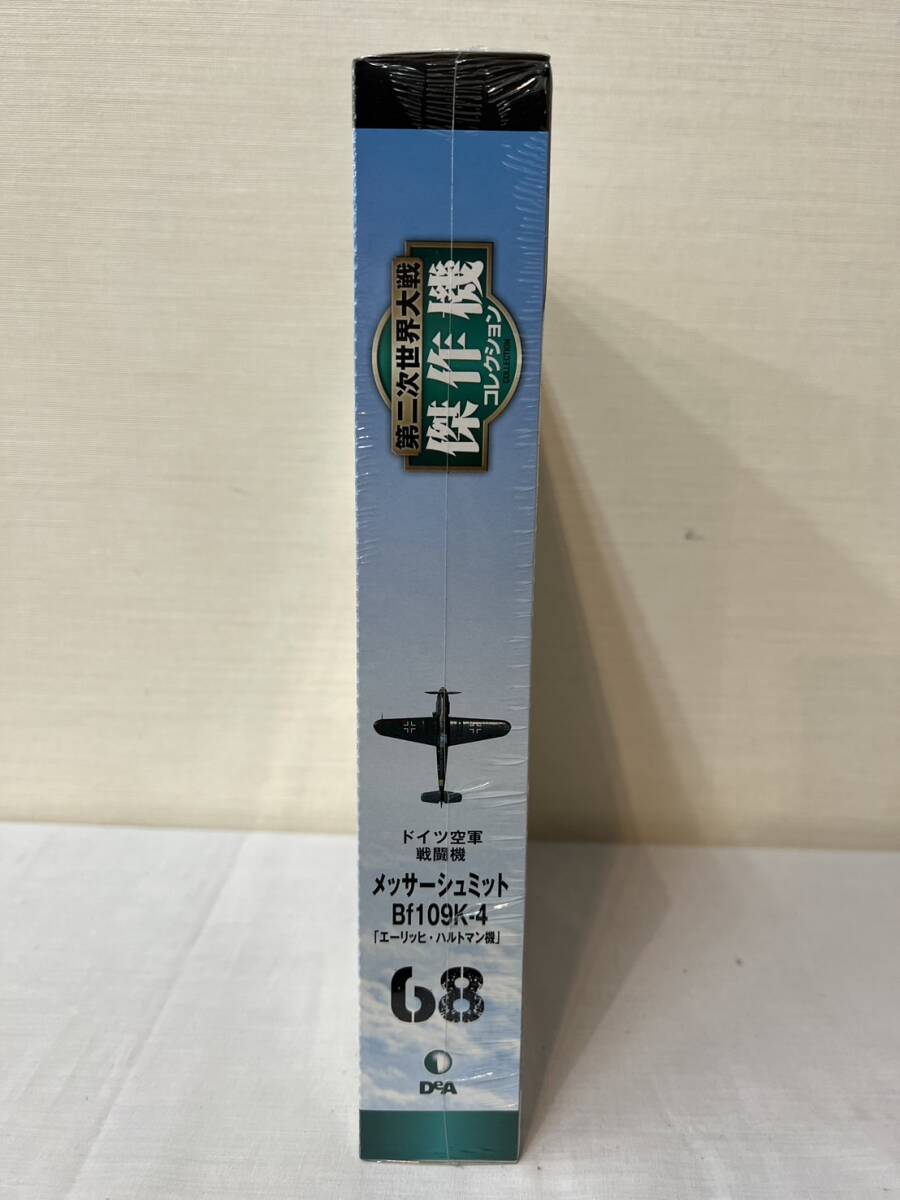 第二次世界大戦
傑作機
コレクション
COLLECTION
ドイツ空軍
戦闘機
メッサーシュミット
Bf109K-4
「エーリッヒ・ハルトマン機」
68
DeA